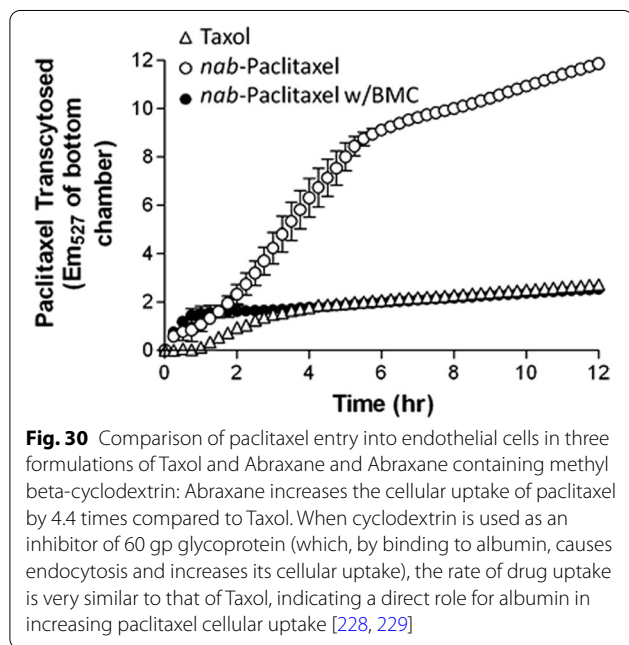 12
10
8
6
4
2
0
Paclitaxel Transcytosed
(Em527 of bottom
chamber)
△ Taxol
○ nab-Paclitaxel
● nab-Paclitaxel w/BMC
0 2 4 6 8 10 12
Time (hr)
Fig. 30 Comparison of paclitaxel entry into endothelial cells in three
formulations of Taxol and Abraxane and Abraxane containing methyl
beta-cyclodextrin: Abraxane increases the cellular uptake of paclitaxel
by 4.4 times compared to Taxol. When cyclodextrin is used as an
inhibitor of 60 gp glycoprotein (which, by binding to albumin, causes
endocytosis and increases its cellular uptake), the rate of drug uptake
is very similar to that of Taxol, indicating a direct role for albumin in
increasing paclitaxel cellular uptake [228, 229]